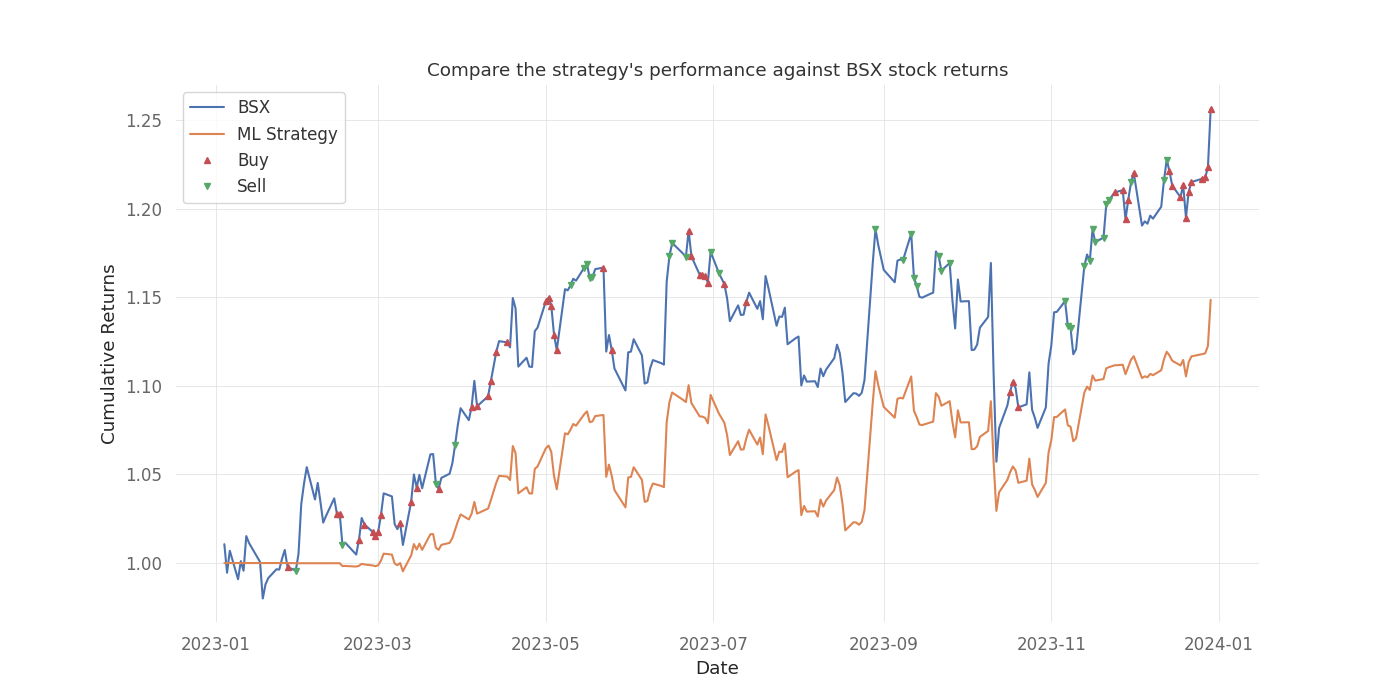 Compare the strategy's performance against BSX stock returns
BSX
ML Strategy
Buy
Sell
Cumulative Returns
1.25
1.20
1.15
1.10
1.05
1.00
2023-01
2023-03
2023-05
2023-07
2023-09
2023-11
2024-01
Date